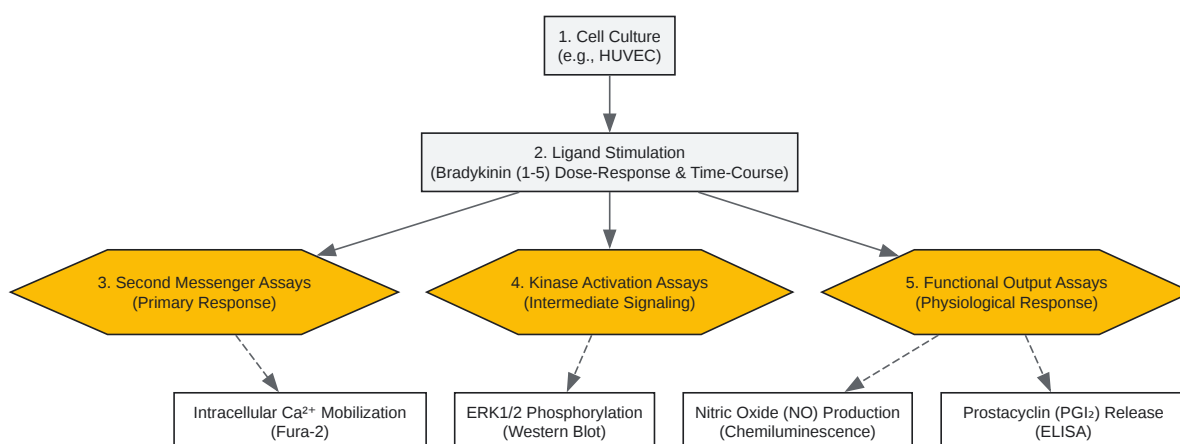 1. Cell Culture
(e.g., HUVEC)
2. Ligand Stimulation
(Bradykinin (1-5) Dose-Response & Time-Course)
3. Second Messenger Assays
(Primary Response)
4. Kinase Activation Assays
(Intermediate Signaling)
5. Functional Output Assays
(Physiological Response)
Intracellular Ca²⁺ Mobilization
(Fura-2)
ERK1/2 Phosphorylation
(Western Blot)
Nitric Oxide (NO) Production
(Chemiluminescence)
Prostacyclin (PGI₂) Release
(ELISA)